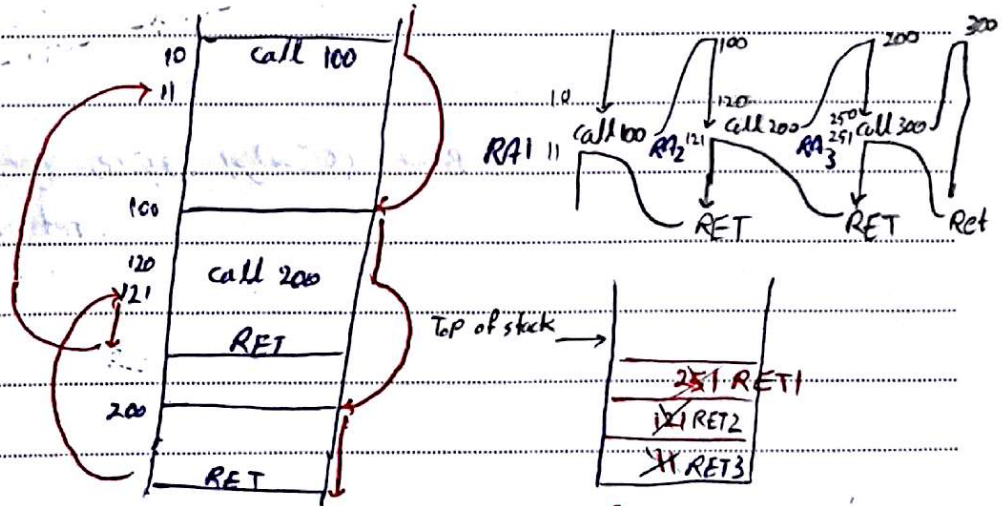 10 Call 100
11
100
120 call 200
121
RET
200
RET
100 200 300
10 120 250
Call 100 Call 200 Call 300
RA1 11 RA2 121 RA3 251
RET RET Ret
Top of stack
251 RET1
121 RET2
11 RET3